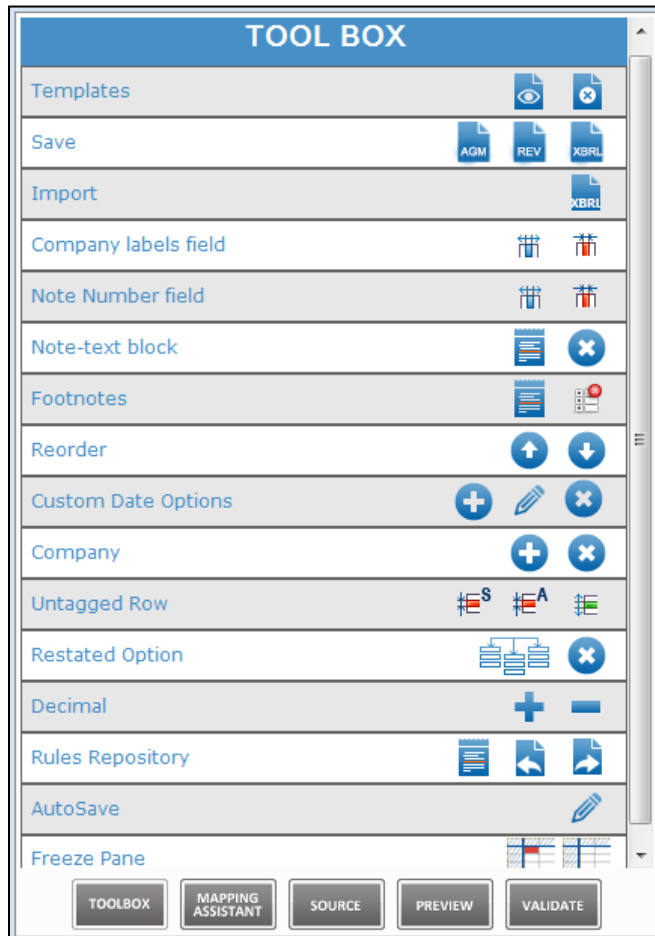 TOOL BOX
Templates
Save AGM REV XBRL
Import XBRL
Company labels field
Note Number field
Note-text block
Footnotes
Reorder
Custom Date Options
Company
Untagged Row S A
Restated Option
Decimal
Rules Repository
AutoSave
Freeze Pane
TOOLBOX MAPPING ASSISTANT SOURCE PREVIEW VALIDATE